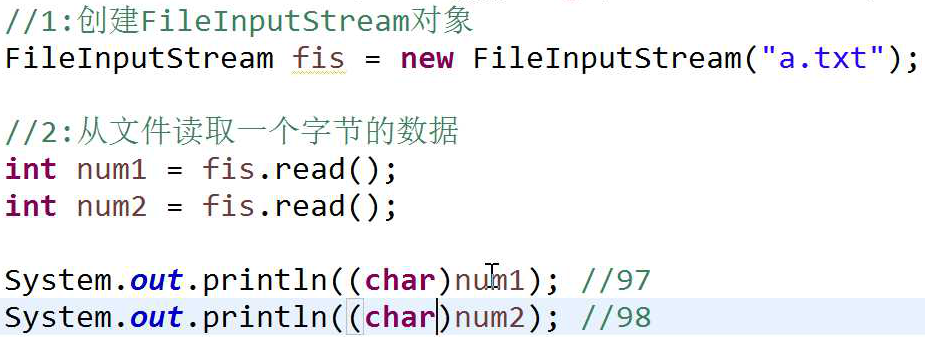 //1:创建FileInputStream对象
FileInputStream fis = new FileInputStream("a.txt");
//2:从文件读取一个字节的数据
int num1 = fis.read();
int num2 = fis.read();
System.out.println((char)num1); //97
System.out.println((char)num2); //98